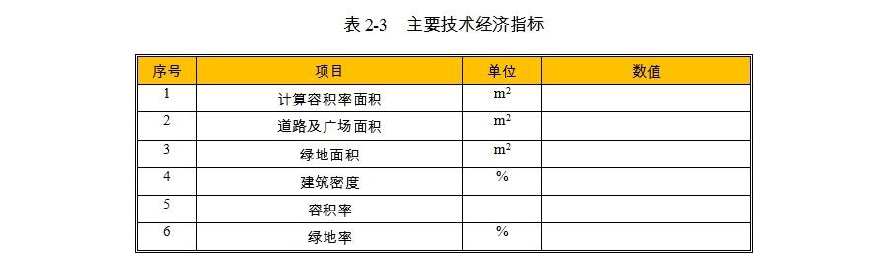 表 2-3 主要技术经济指标
序号 项目 单位 数值
1 计算容积率面积 m²
2 道路及广场面积 m²
3 绿地面积 m²
4 建筑密度 %
5 容积率
6 绿地率 %